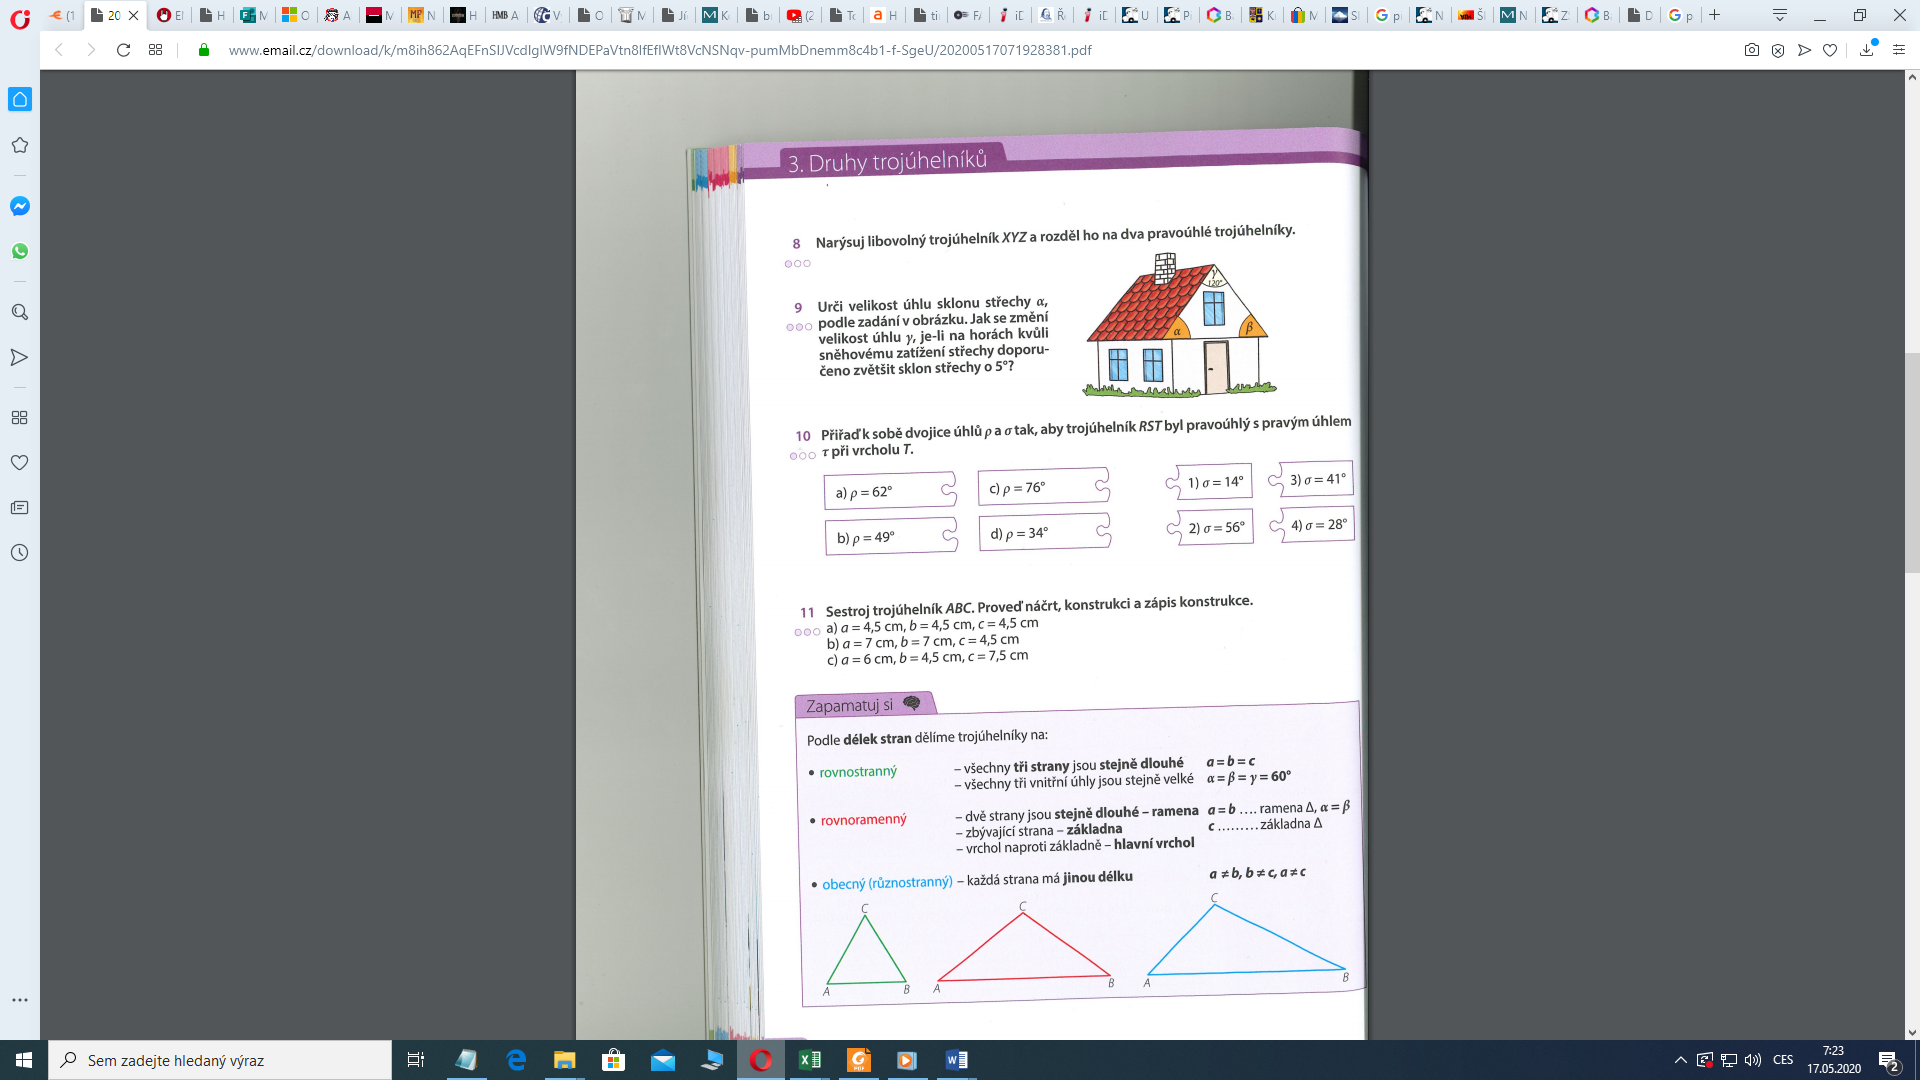 20
www.email.cz/download/k/m8ih862AqEFnSlJVcdIglW9fNDEPaVtn8lfEflWt8VcNSNqv-pumMbDnemm8c4b1-f-SgeU/20200517071928381.pdf
3. Druhy trojúhelníků
8 Narýsuj libovolný trojúhelník XYZ a rozděl ho na dva pravoúhlé trojúhelníky.
9 Urči velikost úhlu sklonu střechy α,
podle zadání v obrázku. Jak se změní
velikost úhlu γ, je-li na horách kvůli
sněhovému zatížení střechy doporu-
čeno zvětšit sklon střechy o 5°?
γ
120°
α
β
10 Přiřaď k sobě dvojice úhlů ρ a σ tak, aby trojúhelník RST byl pravoúhlý s pravým úhlem
τ při vrcholu T.
a) ρ = 62° c) ρ = 76° 1) σ = 14° 3) σ = 41°
b) ρ = 49° d) ρ = 34° 2) σ = 56° 4) σ = 28°
11 Sestroj trojúhelník ABC. Proveď náčrt, konstrukci a zápis konstrukce.
a) a = 4,5 cm, b = 4,5 cm, c = 4,5 cm
b) a = 7 cm, b = 7 cm, c = 4,5 cm
c) a = 6 cm, b = 4,5 cm, c = 7,5 cm
Zapamatuj si
Podle délek stran dělíme trojúhelníky na:
• rovnostranný – všechny tři strany jsou stejně dlouhé a = b = c
– všechny tři vnitřní úhly jsou stejně velké α = β = γ = 60°
• rovnoramenný – dvě strany jsou stejně dlouhé – ramena a = b .... ramena Δ, α = β
– zbývající strana – základna c ......... základna Δ
– vrchol naproti základně – hlavní vrchol
• obecný (různostranný) – každá strana má jinou délku a ≠ b, b ≠ c, a ≠ c
C C C
A B A B A B
Sem zadejte hledaný výraz
CES
7:23
17.05.2020
2